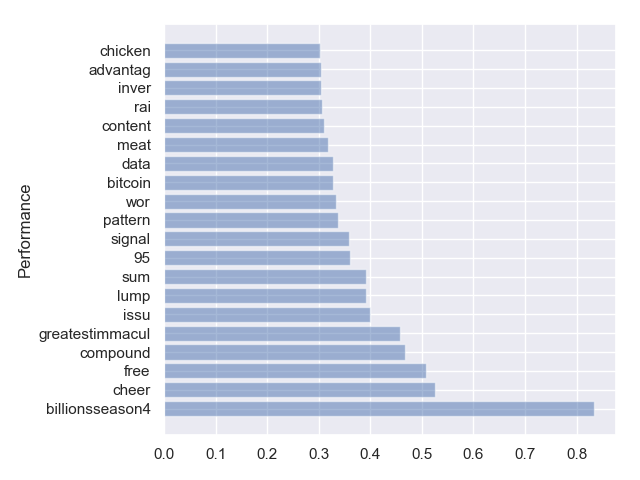 Performance
chicken
advantag
inver
rai
content
meat
data
bitcoin
wor
pattern
signal
95
sum
lump
issu
greatestimmacul
compound
free
cheer
billionsseason4
0.0 0.1 0.2 0.3 0.4 0.5 0.6 0.7 0.8